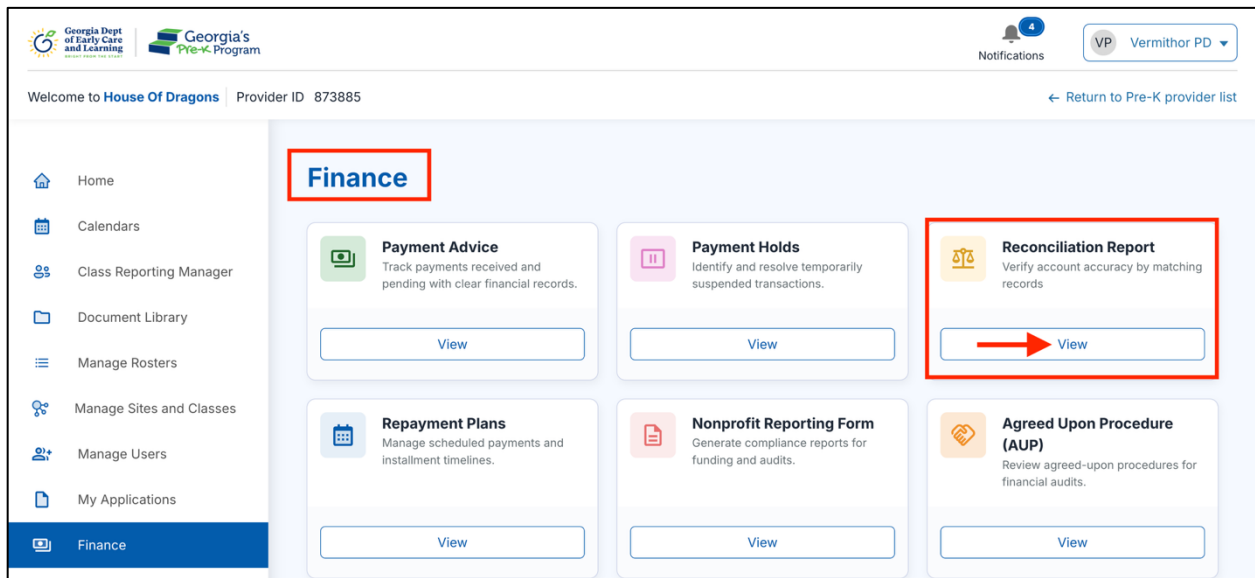 Georgia Dept
of Early Care
and Learning
BRIGHT FROM THE START
Georgia's
Pre-K Program
4
Notifications
VP Vermithor PD
Welcome to House Of Dragons Provider ID 873885
← Return to Pre-K provider list
Home
Calendars
Class Reporting Manager
Document Library
Manage Rosters
Manage Sites and Classes
Manage Users
My Applications
Finance
Finance
Payment Advice
Track payments received and
pending with clear financial records.
View
Payment Holds
Identify and resolve temporarily
suspended transactions.
View
Reconciliation Report
Verify account accuracy by matching
records
View
Repayment Plans
Manage scheduled payments and
installment timelines.
View
Nonprofit Reporting Form
Generate compliance reports for
funding and audits.
View
Agreed Upon Procedure
(AUP)
Review agreed-upon procedures for
financial audits.
View